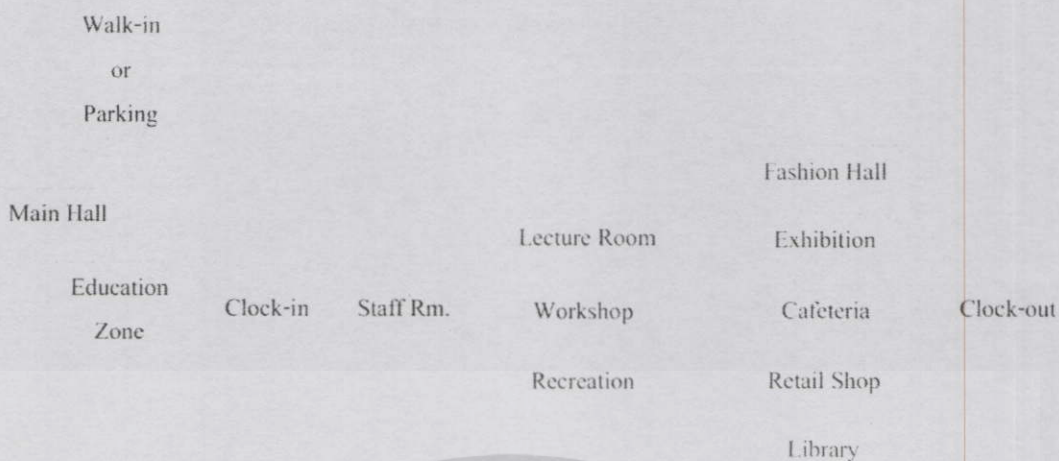 Walk-in
or
Parking
Main Hall
Education
Zone
Clock-in
Staff Rm.
Lecture Room
Workshop
Recreation
Fashion Hall
Exhibition
Cafeteria
Retail Shop
Library
Clock-out